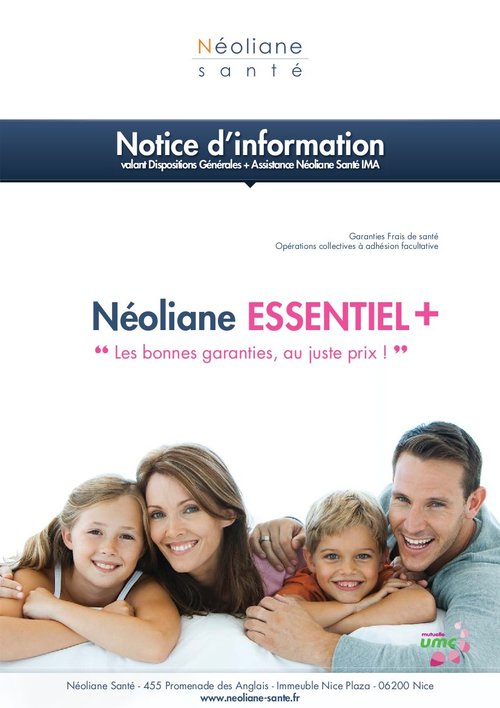 Néoliane
santé
Notice d'information
valant Dispositions Générales + Assistance Néoliane Santé IMA
Garanties Frais de santé
Opérations collectives à adhésion facultative
Néoliane ESSENTIEL+
“ Les bonnes garanties, au juste prix ! ”
mutuelle
umc
Néoliane Santé - 455 Promenade des Anglais - Immeuble Nice Plaza - 06200 Nice
www.neoliane-sante.fr